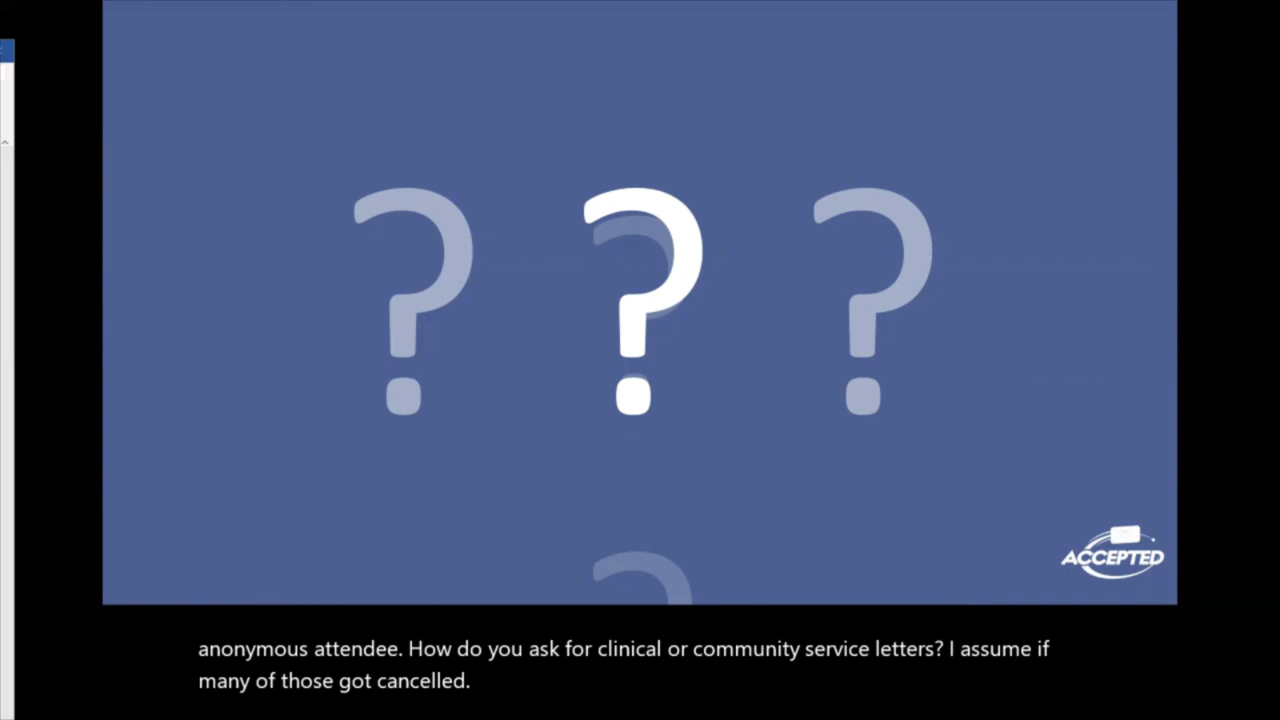 ? ? ?
?
ACCEPTED
anonymous attendee. How do you ask for clinical or community service letters? I assume if
many of those got cancelled.